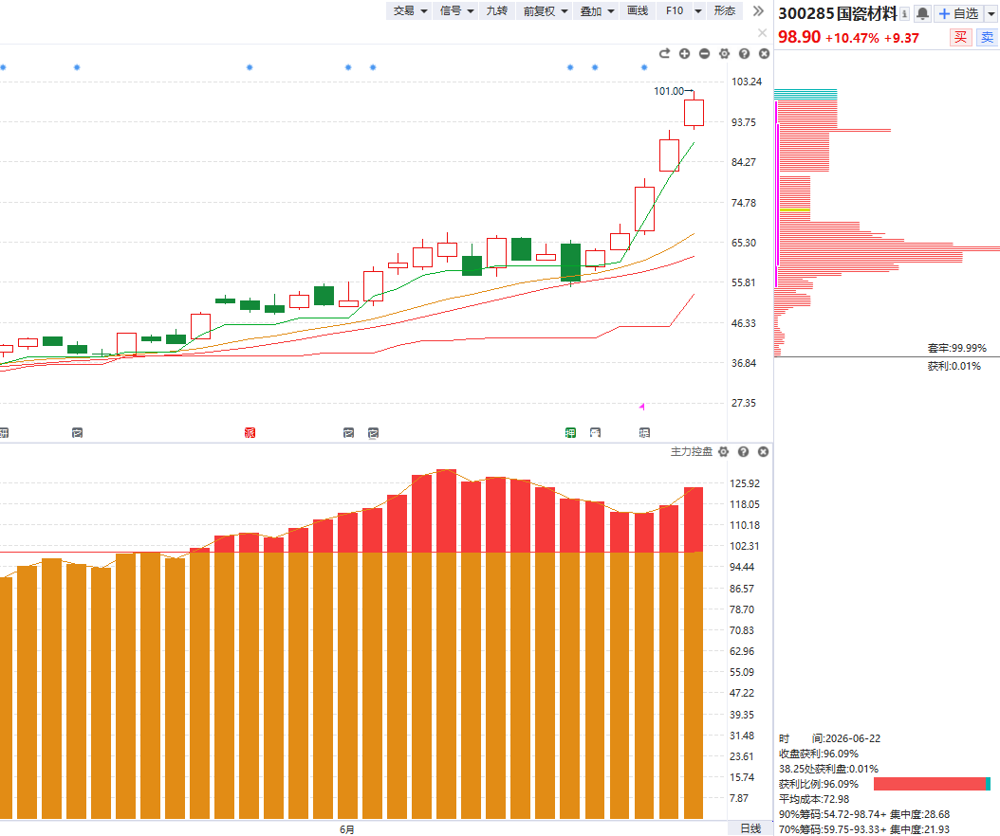 交易 信号 九转 前复权 叠加 画线 F10 形态
300285 国瓷材料 自选
98.90 +10.47% +9.37 买 卖
101.00
103.24
93.75
84.27
74.78
65.30
55.81
46.33
36.84
27.35
套牢:99.99%
获利:0.01%
研 派 押 提
主力控盘
125.92
118.05
110.18
102.31
94.44
86.57
78.70
70.83
62.96
55.09
47.22
39.35
31.48
23.61
15.74
7.87
6月 日线
时 间:2026-06-22
收盘获利:96.09%
38.25处获利盘:0.01%
获利比例:96.09%
平均成本:72.98
90%筹码:54.72-98.74+ 集中度:28.68
70%筹码:59.75-93.33+ 集中度:21.93